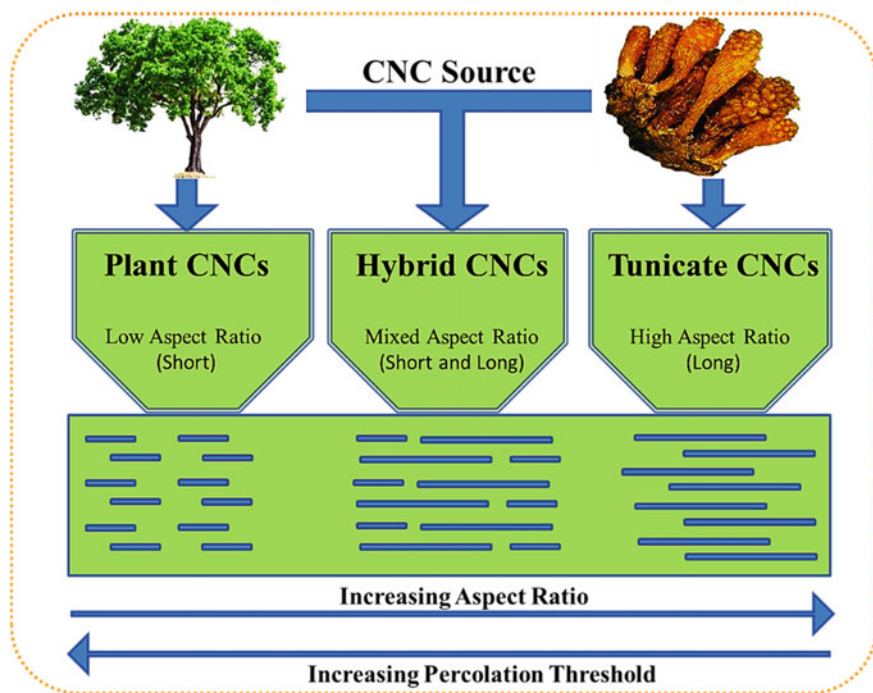 CNC Source
Plant CNCs
Low Aspect Ratio
(Short)
Hybrid CNCs
Mixed Aspect Ratio
(Short and Long)
Tunicate CNCs
High Aspect Ratio
(Long)
Increasing Aspect Ratio
Increasing Percolation Threshold